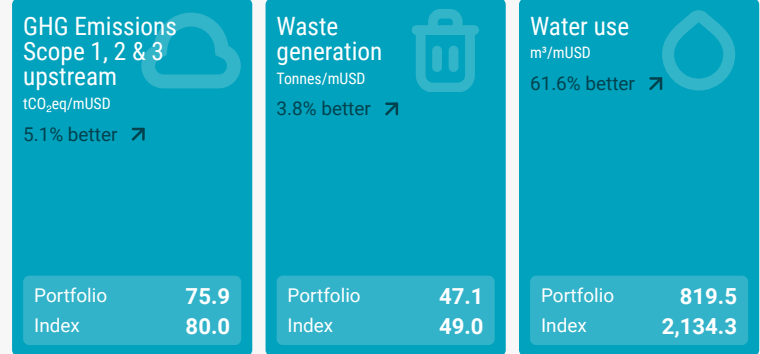 GHG Emissions
Scope 1, 2 & 3
upstream
tCO₂eq/mUSD
5.1% better
Portfolio 75.9
Index 80.0
Waste
generation
Tonnes/mUSD
3.8% better
Portfolio 47.1
Index 49.0
Water use
m³/mUSD
61.6% better
Portfolio 819.5
Index 2,134.3